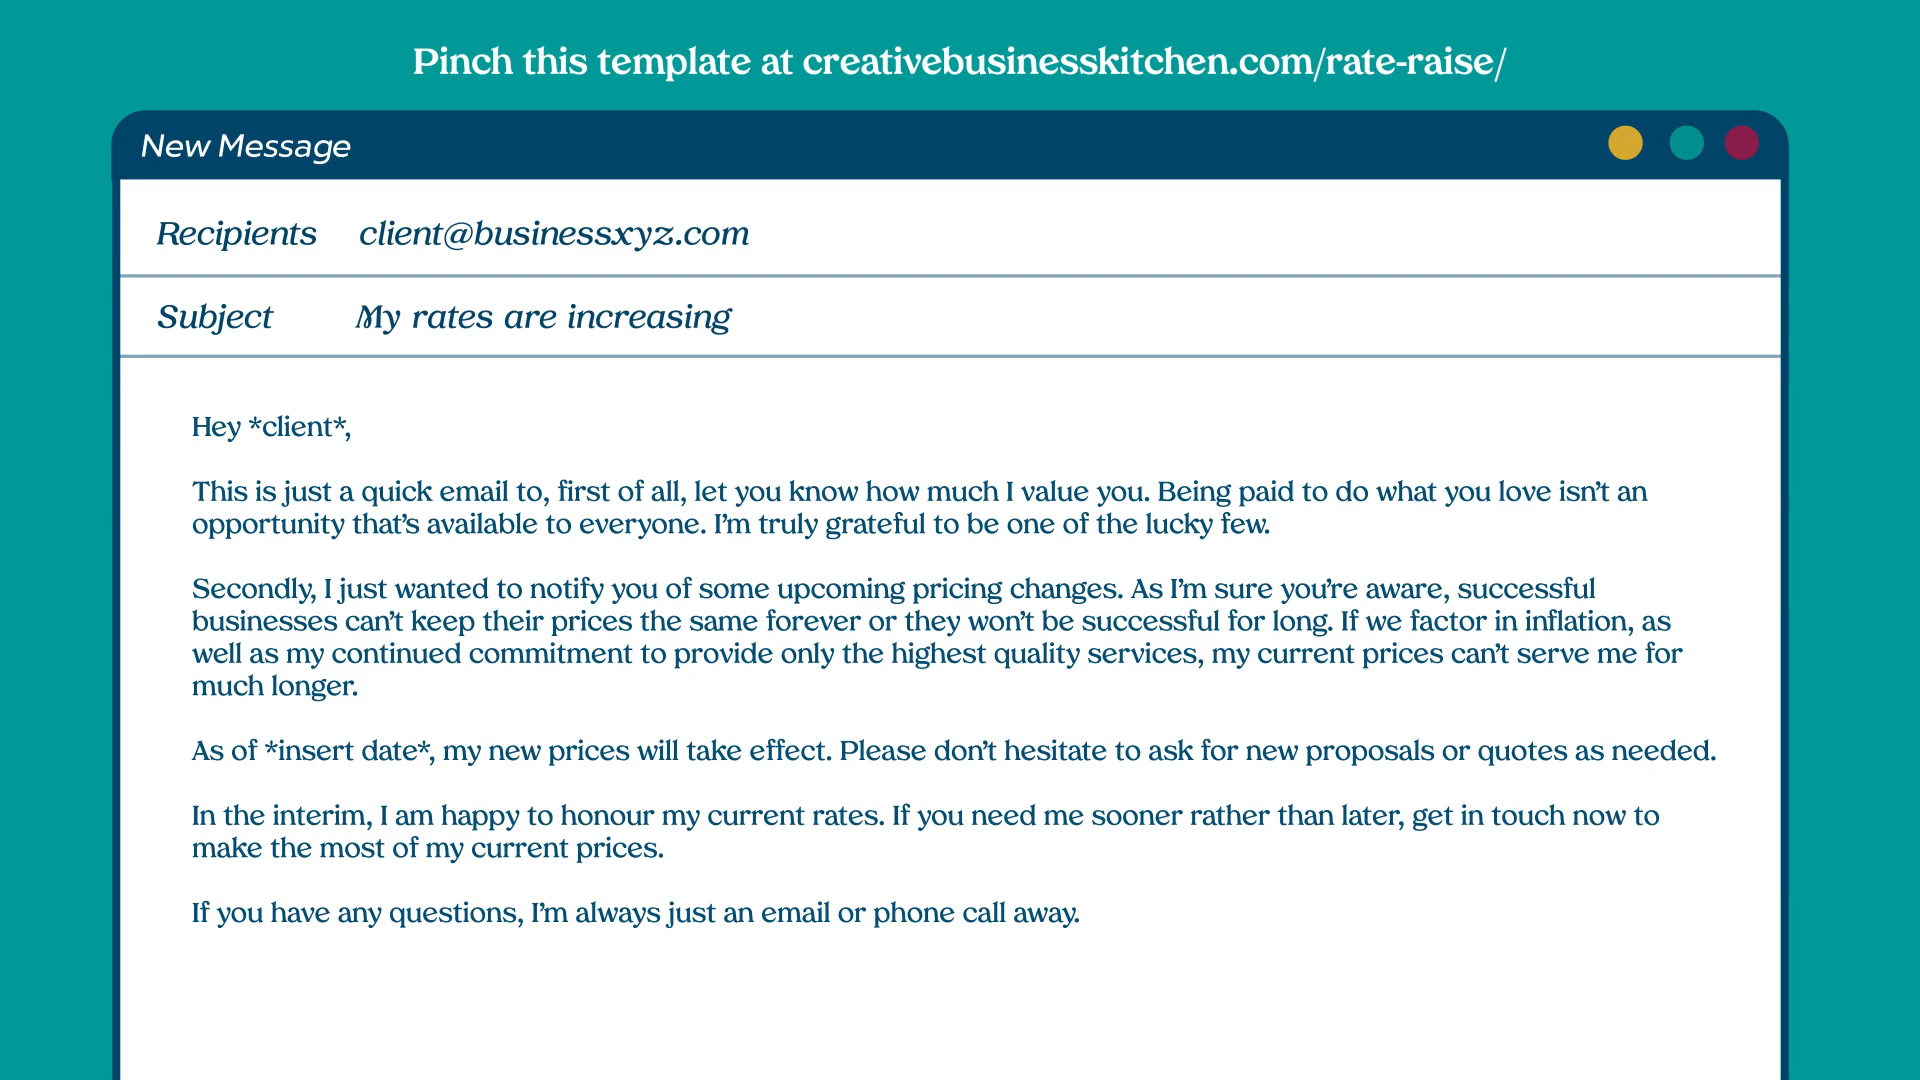 Pinch this template at creativebusinesskitchen.com/rate-raise/
New Message
Recipients client@businessxyz.com
Subject My rates are increasing
Hey *client*,
This is just a quick email to, first of all, let you know how much I value you. Being paid to do what you love isn't an
opportunity that's available to everyone. I'm truly grateful to be one of the lucky few.
Secondly, I just wanted to notify you of some upcoming pricing changes. As I'm sure you're aware, successful
businesses can't keep their prices the same forever or they won't be successful for long. If we factor in inflation, as
well as my continued commitment to provide only the highest quality services, my current prices can't serve me for
much longer.
As of *insert date*, my new prices will take effect. Please don't hesitate to ask for new proposals or quotes as needed.
In the interim, I am happy to honour my current rates. If you need me sooner rather than later, get in touch now to
make the most of my current prices.
If you have any questions, I'm always just an email or phone call away.